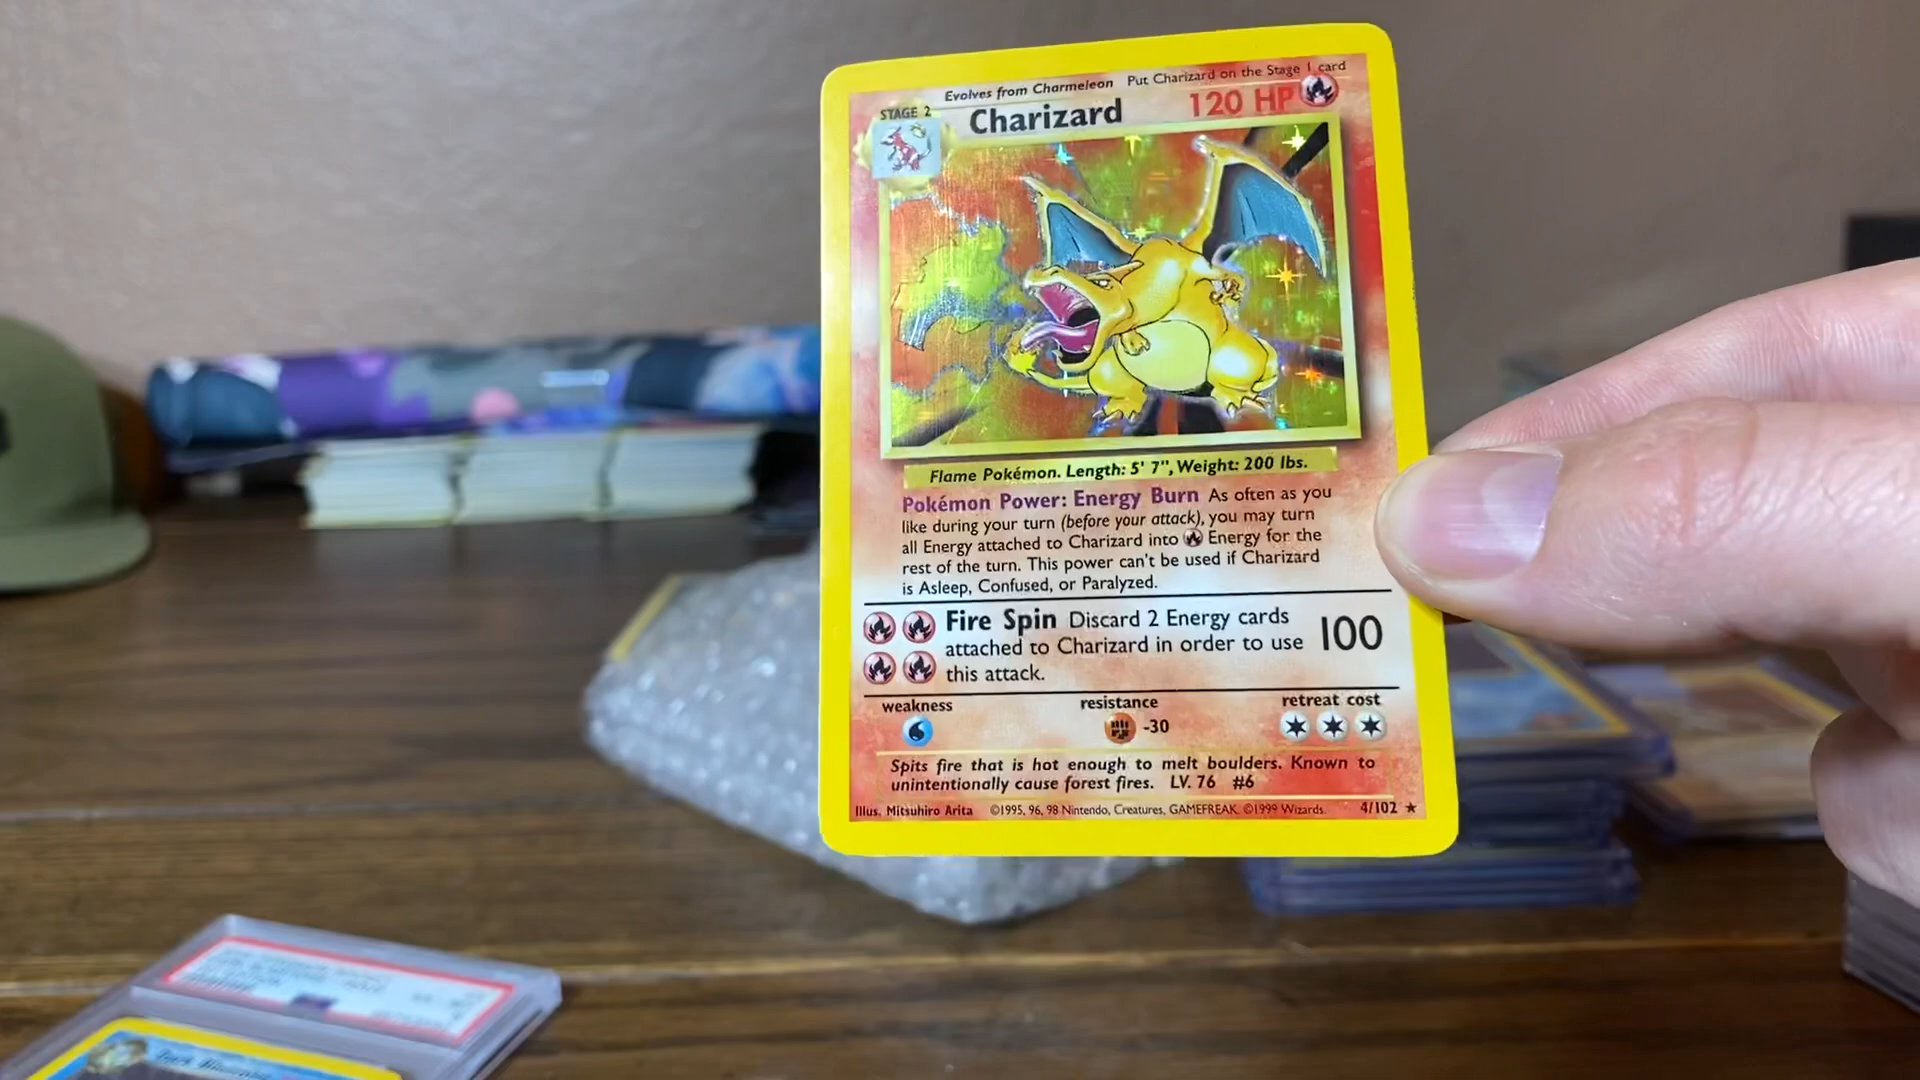 Evolves from Charmeleon Put Charizard on the Stage 1 card
STAGE 2 Charizard 120 HP
Flame Pokémon. Length: 5' 7", Weight: 200 lbs.
Pokémon Power: Energy Burn As often as you
like during your turn (before your attack), you may turn
all Energy attached to Charizard into Energy for the
rest of the turn. This power can't be used if Charizard
is Asleep, Confused, or Paralyzed.
Fire Spin Discard 2 Energy cards
attached to Charizard in order to use 100
this attack.
weakness resistance retreat cost
-30
Spits fire that is hot enough to melt boulders. Known to
unintentionally cause forest fires. LV. 76 #6
Illus. Mitsuhiro Arita ©1995, 96, 98 Nintendo, Creatures, GAMEFREAK. ©1999 Wizards. 4/102 ★